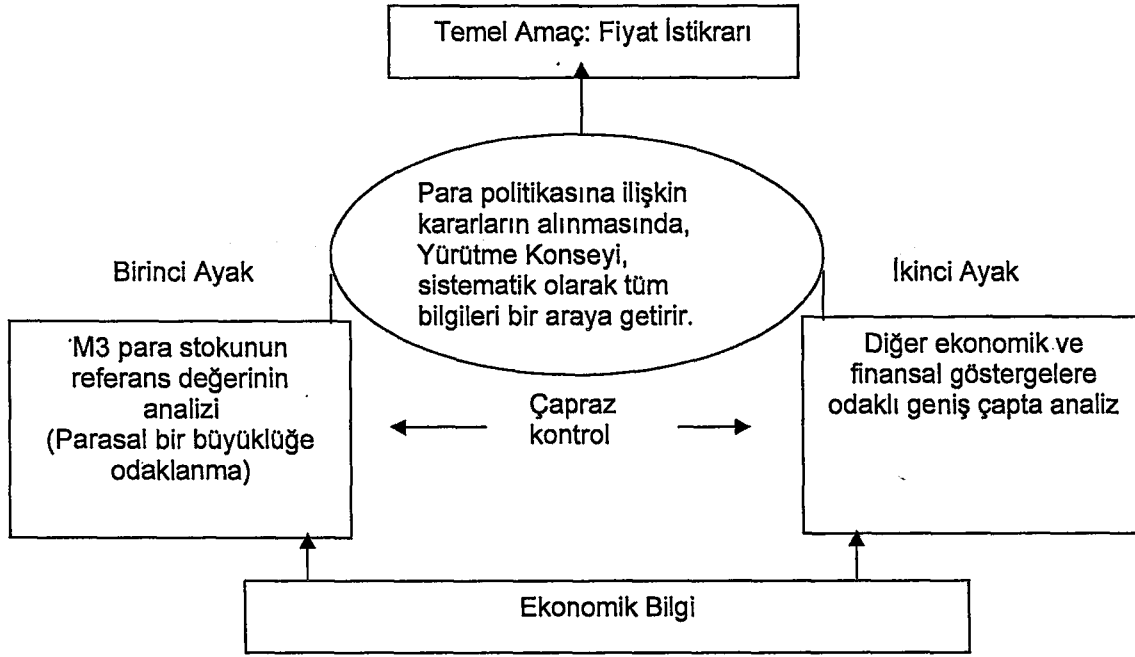 Temel Amaç: Fiyat İstikrarı
Para politikasına ilişkin
kararların alınmasında,
Yürütme Konseyi,
sistematik olarak tüm
bilgileri bir araya getirir.
Birinci Ayak
İkinci Ayak
M3 para stokunun
referans değerinin
analizi
(Parasal bir büyüklüğe
odaklanma)
Çapraz
kontrol
Diğer ekonomik ve
finansal göstergelere
odaklı geniş çapta analiz
Ekonomik Bilgi